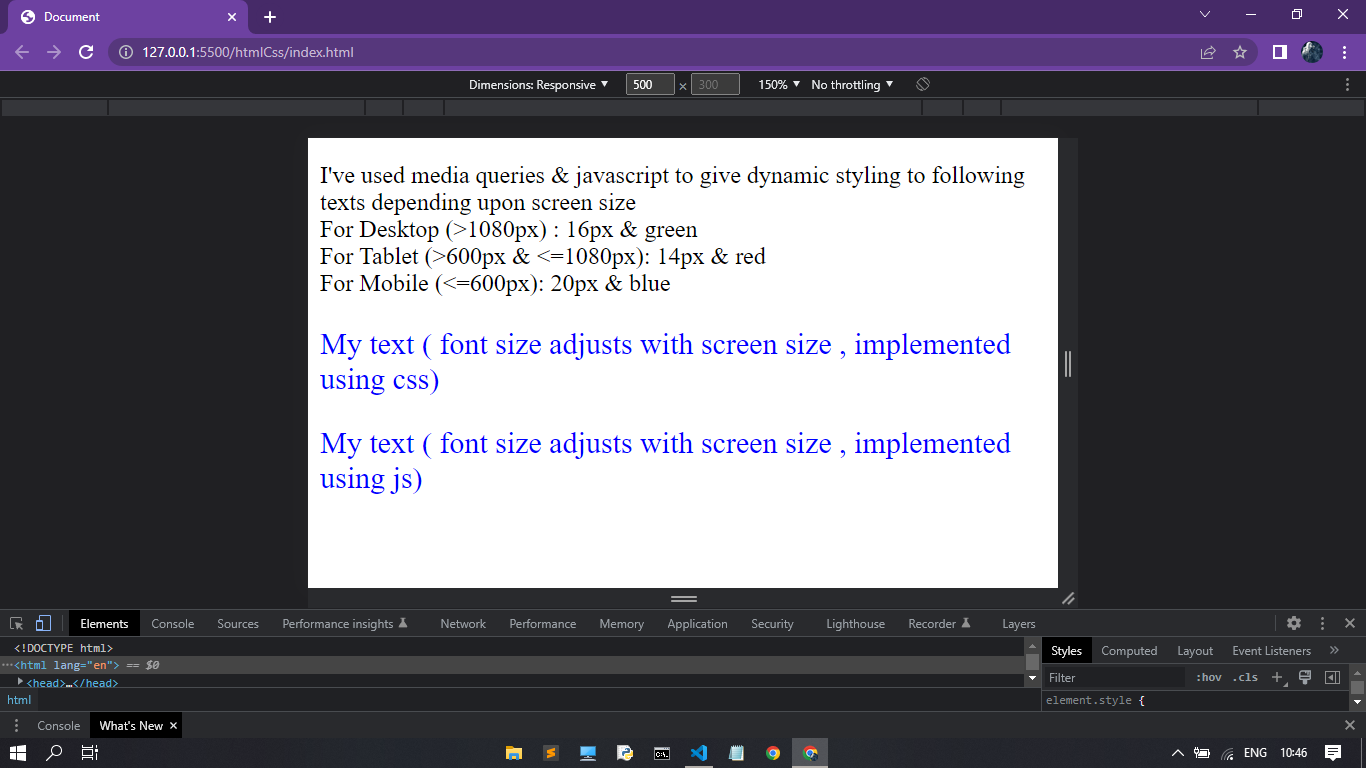 Document
127.0.0.1:5500/htmlCss/index.html
Dimensions: Responsive 500 × 300 150% No throttling
I've used media queries & javascript to give dynamic styling to following
texts depending upon screen size
For Desktop (>1080px) : 16px & green
For Tablet (>600px & <=1080px): 14px & red
For Mobile (<=600px): 20px & blue
My text ( font size adjusts with screen size , implemented
using css)
My text ( font size adjusts with screen size , implemented
using js)
Elements Console Sources Performance insights Network Performance Memory Application Security Lighthouse Recorder Layers
<!DOCTYPE html>
<html lang="en"> == $0
<head>…</head>
html
Styles Computed Layout Event Listeners
Filter :hov .cls
element.style {
Console What's New
ENG 10:46